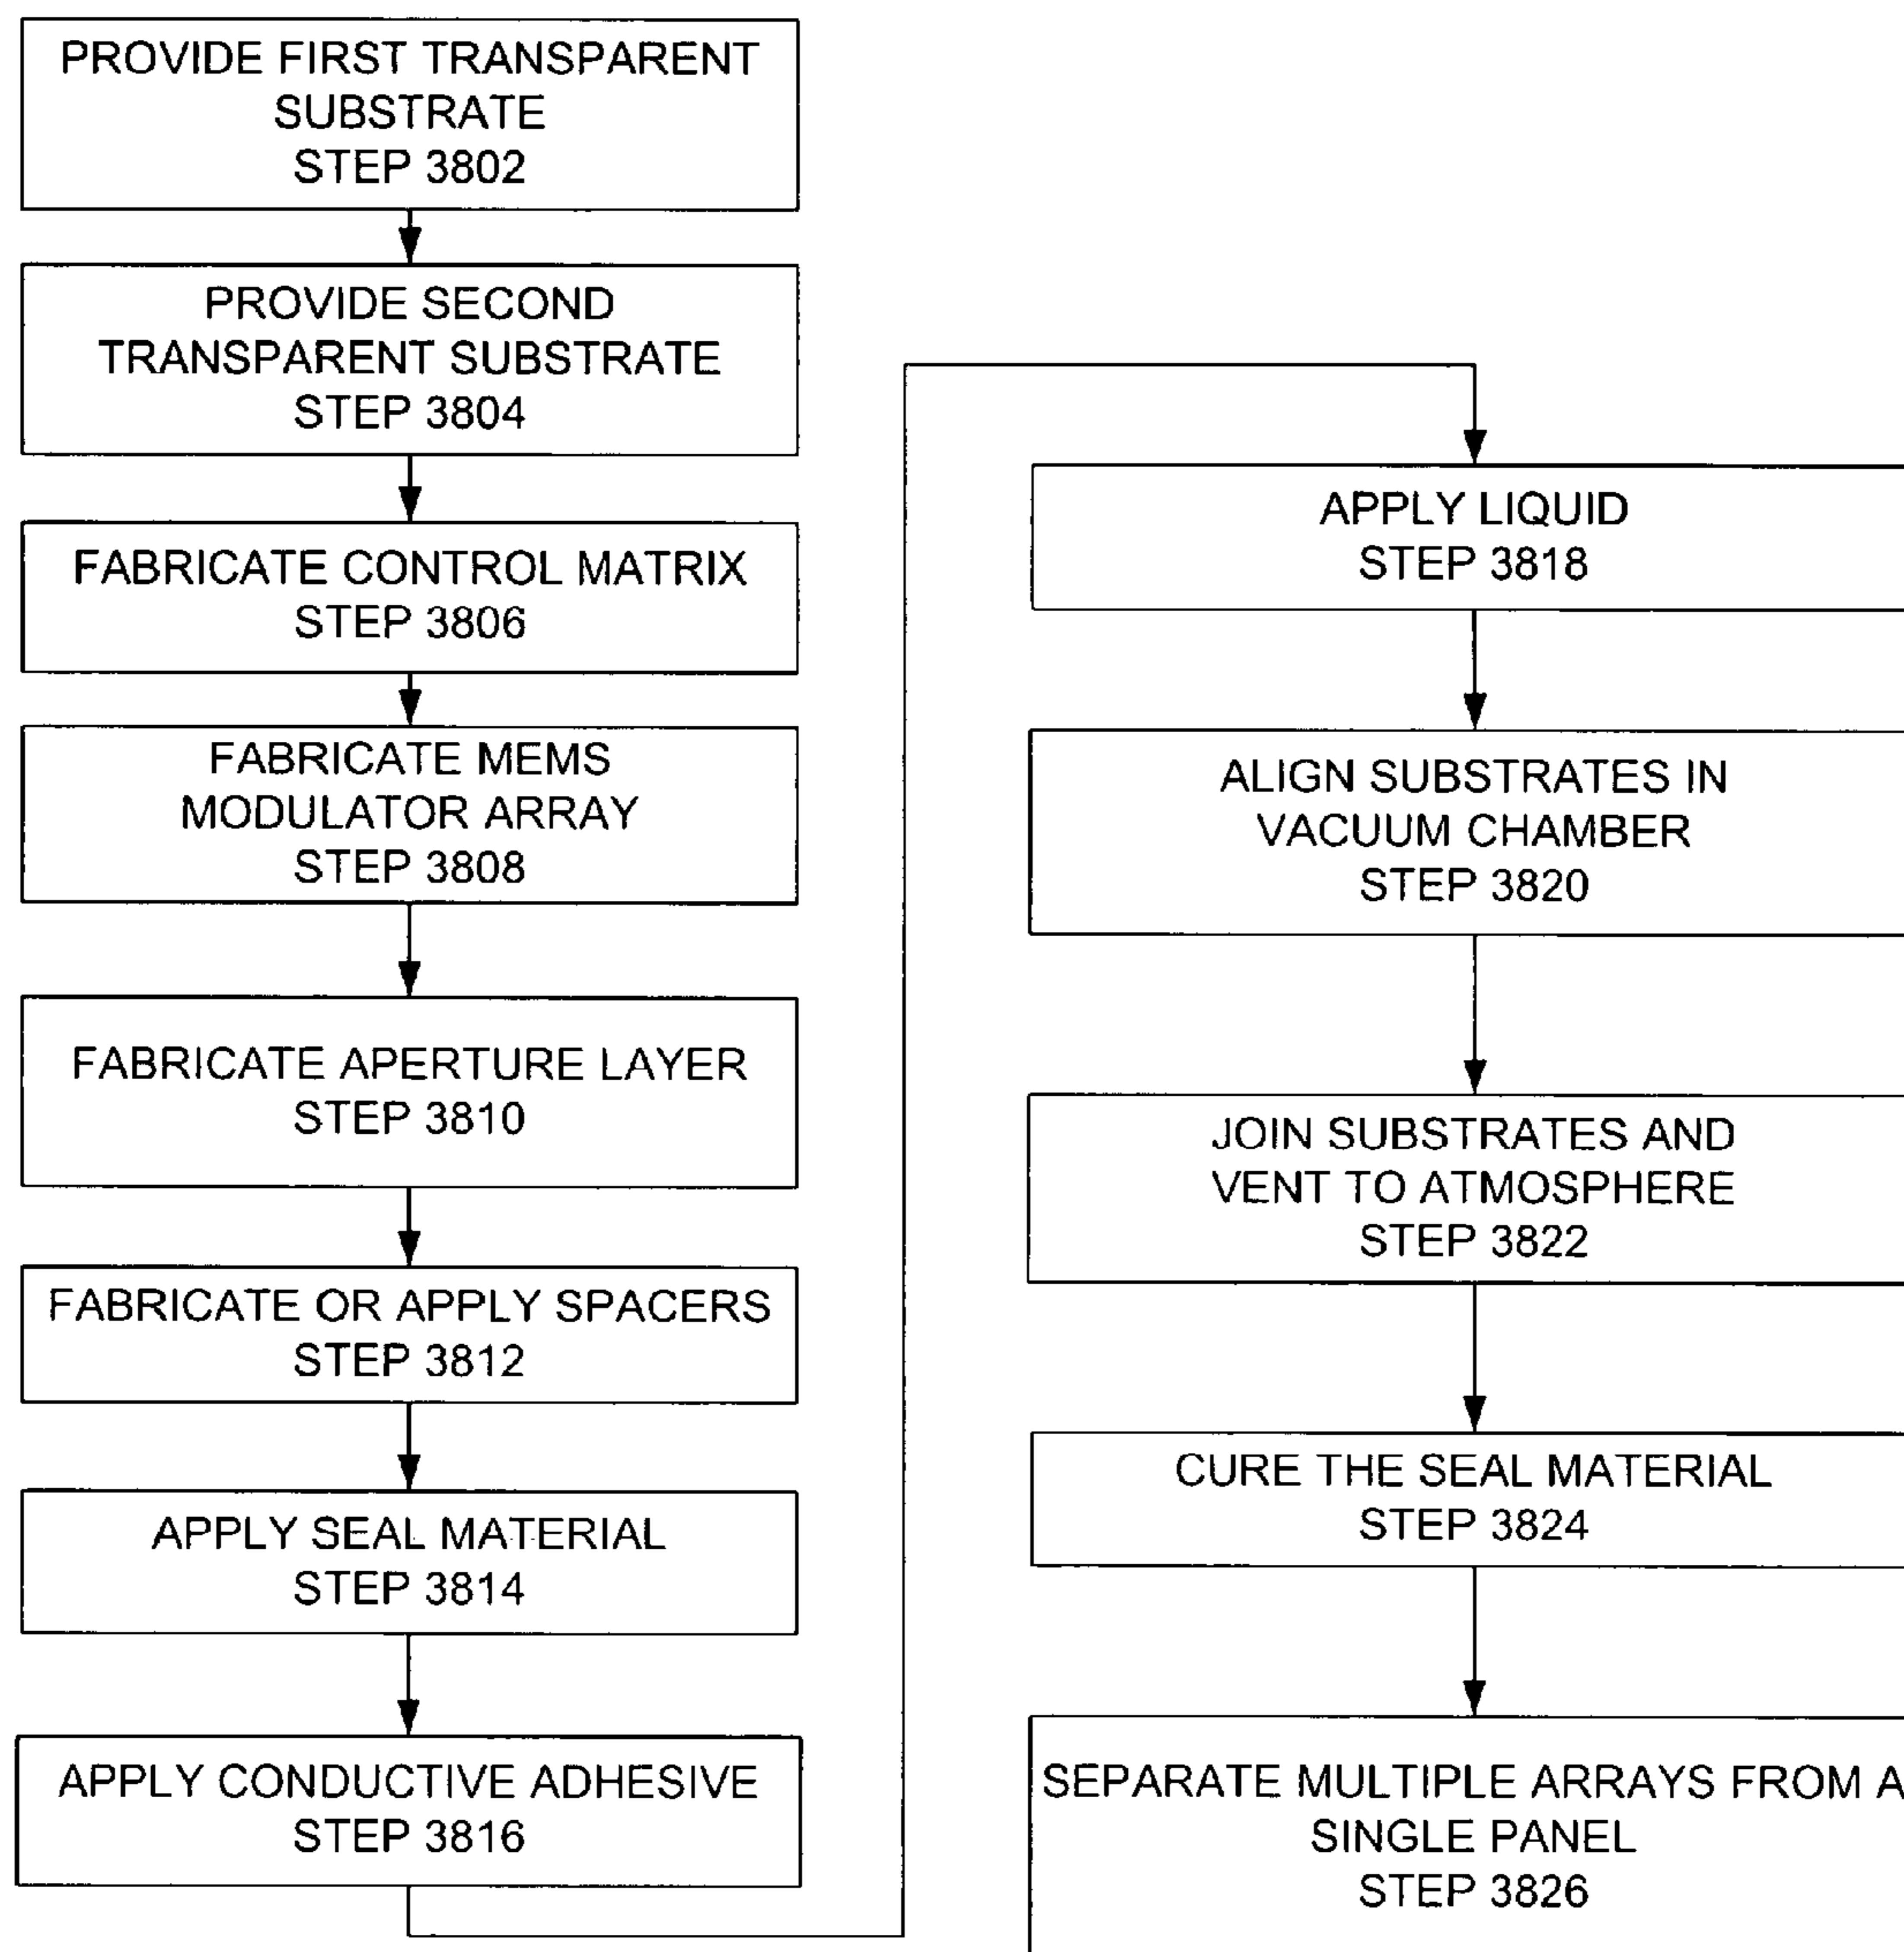 PROVIDE FIRST TRANSPARENT
SUBSTRATE
STEP 3802
PROVIDE SECOND
TRANSPARENT SUBSTRATE
STEP 3804
FABRICATE CONTROL MATRIX
STEP 3806
FABRICATE MEMS
MODULATOR ARRAY
STEP 3808
FABRICATE APERTURE LAYER
STEP 3810
FABRICATE OR APPLY SPACERS
STEP 3812
APPLY SEAL MATERIAL
STEP 3814
APPLY CONDUCTIVE ADHESIVE
STEP 3816
APPLY LIQUID
STEP 3818
ALIGN SUBSTRATES IN
VACUUM CHAMBER
STEP 3820
JOIN SUBSTRATES AND
VENT TO ATMOSPHERE
STEP 3822
CURE THE SEAL MATERIAL
STEP 3824
SEPARATE MULTIPLE ARRAYS FROM A
SINGLE PANEL
STEP 3826